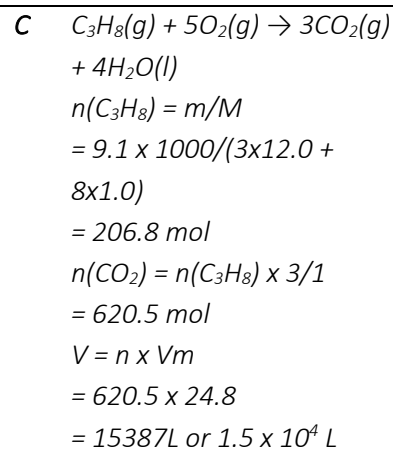 C C₃H₈(g) + 5O₂(g) → 3CO₂(g)
+ 4H₂O(l)
n(C₃H₈) = m/M
= 9.1 x 1000/(3x12.0 +
8x1.0)
= 206.8 mol
n(CO₂) = n(C₃H₈) x 3/1
= 620.5 mol
V = n x Vm
= 620.5 x 24.8
= 15387L or 1.5 x 10⁴ L